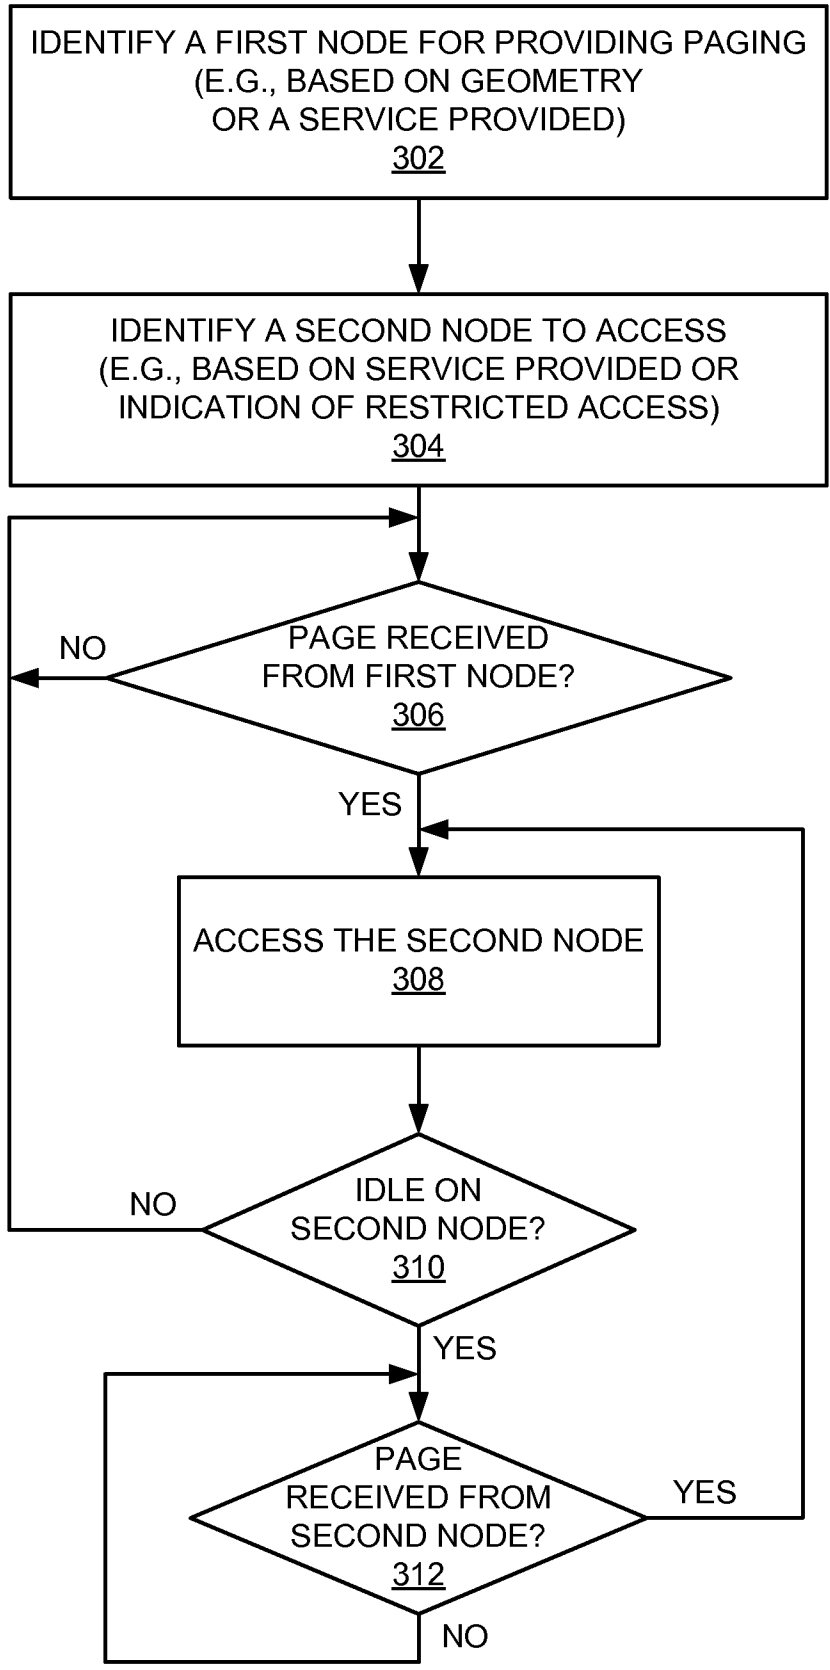 IDENTIFY A FIRST NODE FOR PROVIDING PAGING
(E.G., BASED ON GEOMETRY
OR A SERVICE PROVIDED)
302
IDENTIFY A SECOND NODE TO ACCESS
(E.G., BASED ON SERVICE PROVIDED OR
INDICATION OF RESTRICTED ACCESS)
304
NO
PAGE RECEIVED
FROM FIRST NODE?
306
YES
ACCESS THE SECOND NODE
308
NO
IDLE ON
SECOND NODE?
310
YES
PAGE
RECEIVED FROM
SECOND NODE?
312
YES
NO